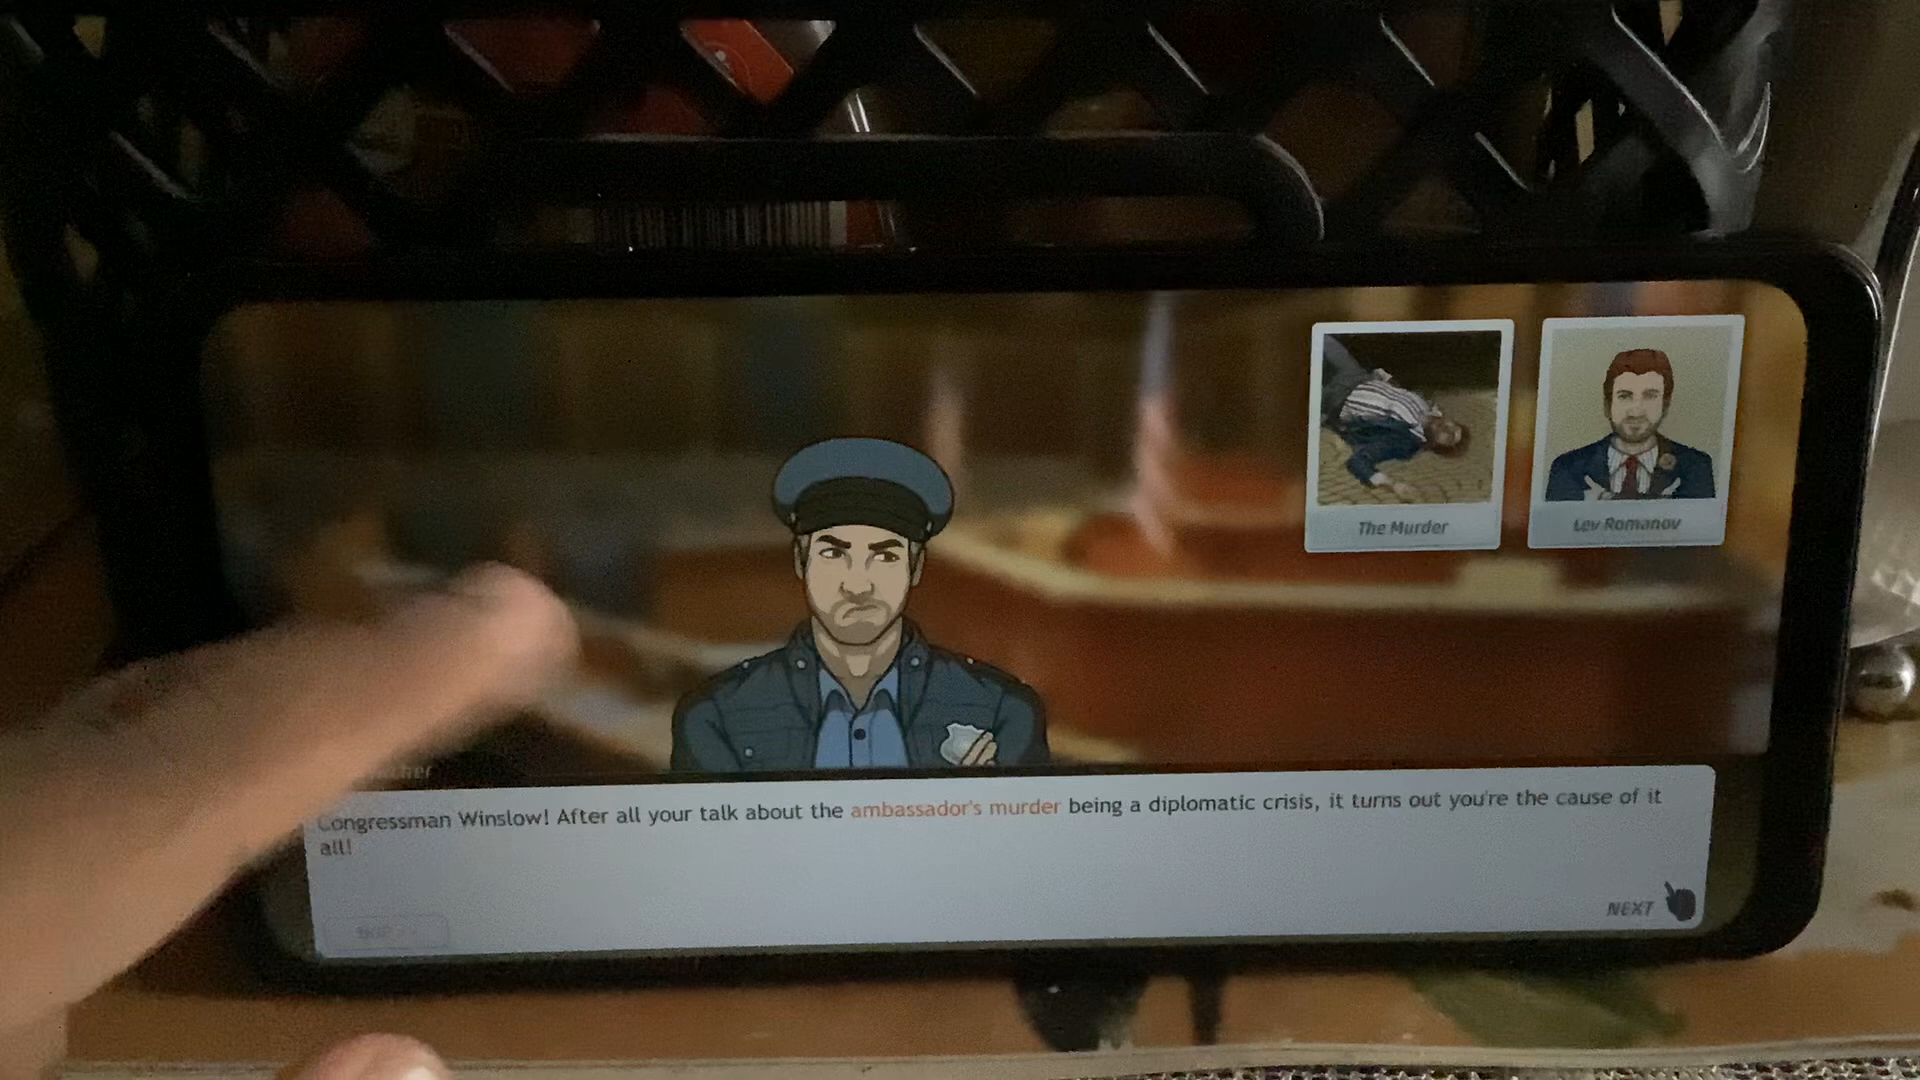 The Murder
Lev Romanov
Congressman Winslow! After all your talk about the ambassador's murder being a diplomatic crisis, it turns out you're the cause of it
all!
NEXT